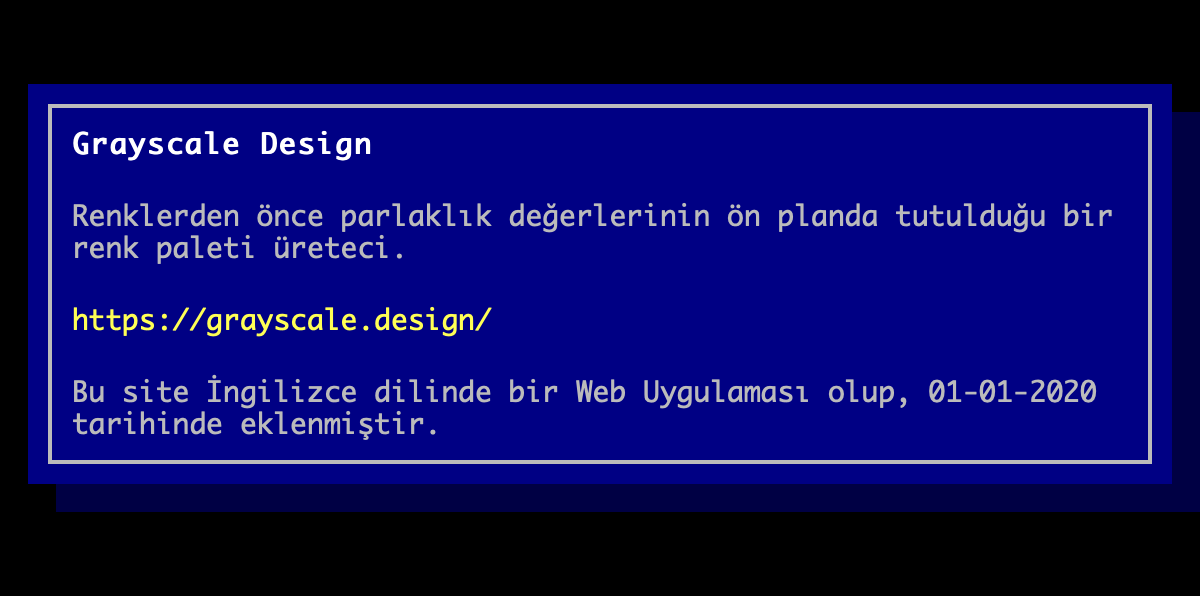 Grayscale Design
Renklerden önce parlaklık değerlerinin ön planda tutulduğu bir
renk paleti üreteci.
https://grayscale.design/
Bu site İngilizce dilinde bir Web Uygulaması olup, 01-01-2020
tarihinde eklenmiştir.